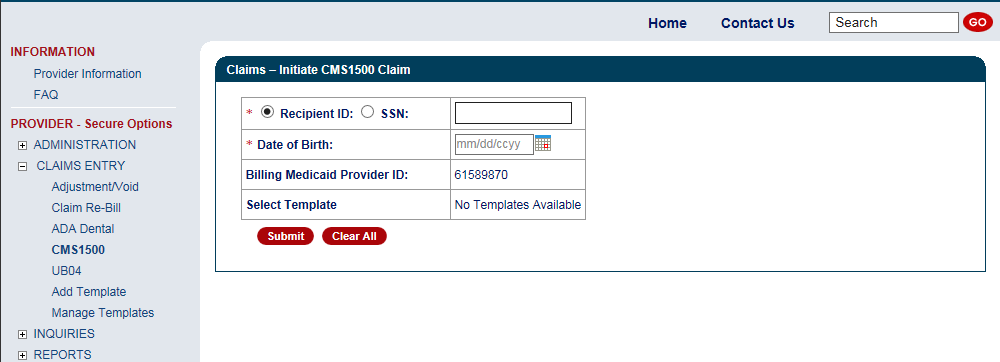 Home Contact Us Search GO
INFORMATION
Provider Information
FAQ
PROVIDER - Secure Options
ADMINISTRATION
CLAIMS ENTRY
Adjustment/Void
Claim Re-Bill
ADA Dental
CMS1500
UB04
Add Template
Manage Templates
INQUIRIES
REPORTS
Claims – Initiate CMS1500 Claim
* Recipient ID: SSN:
* Date of Birth: mm/dd/ccyy
Billing Medicaid Provider ID: 61589870
Select Template No Templates Available
Submit Clear All